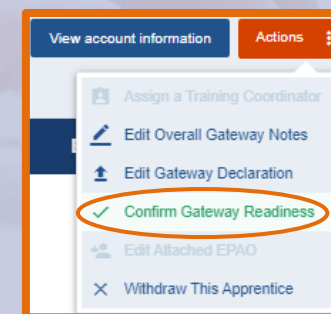 View account information
Actions
Assign a Training Coordinator
Edit Overall Gateway Notes
Edit Gateway Declaration
Confirm Gateway Readiness
Edit Attached EPAO
Withdraw This Apprentice